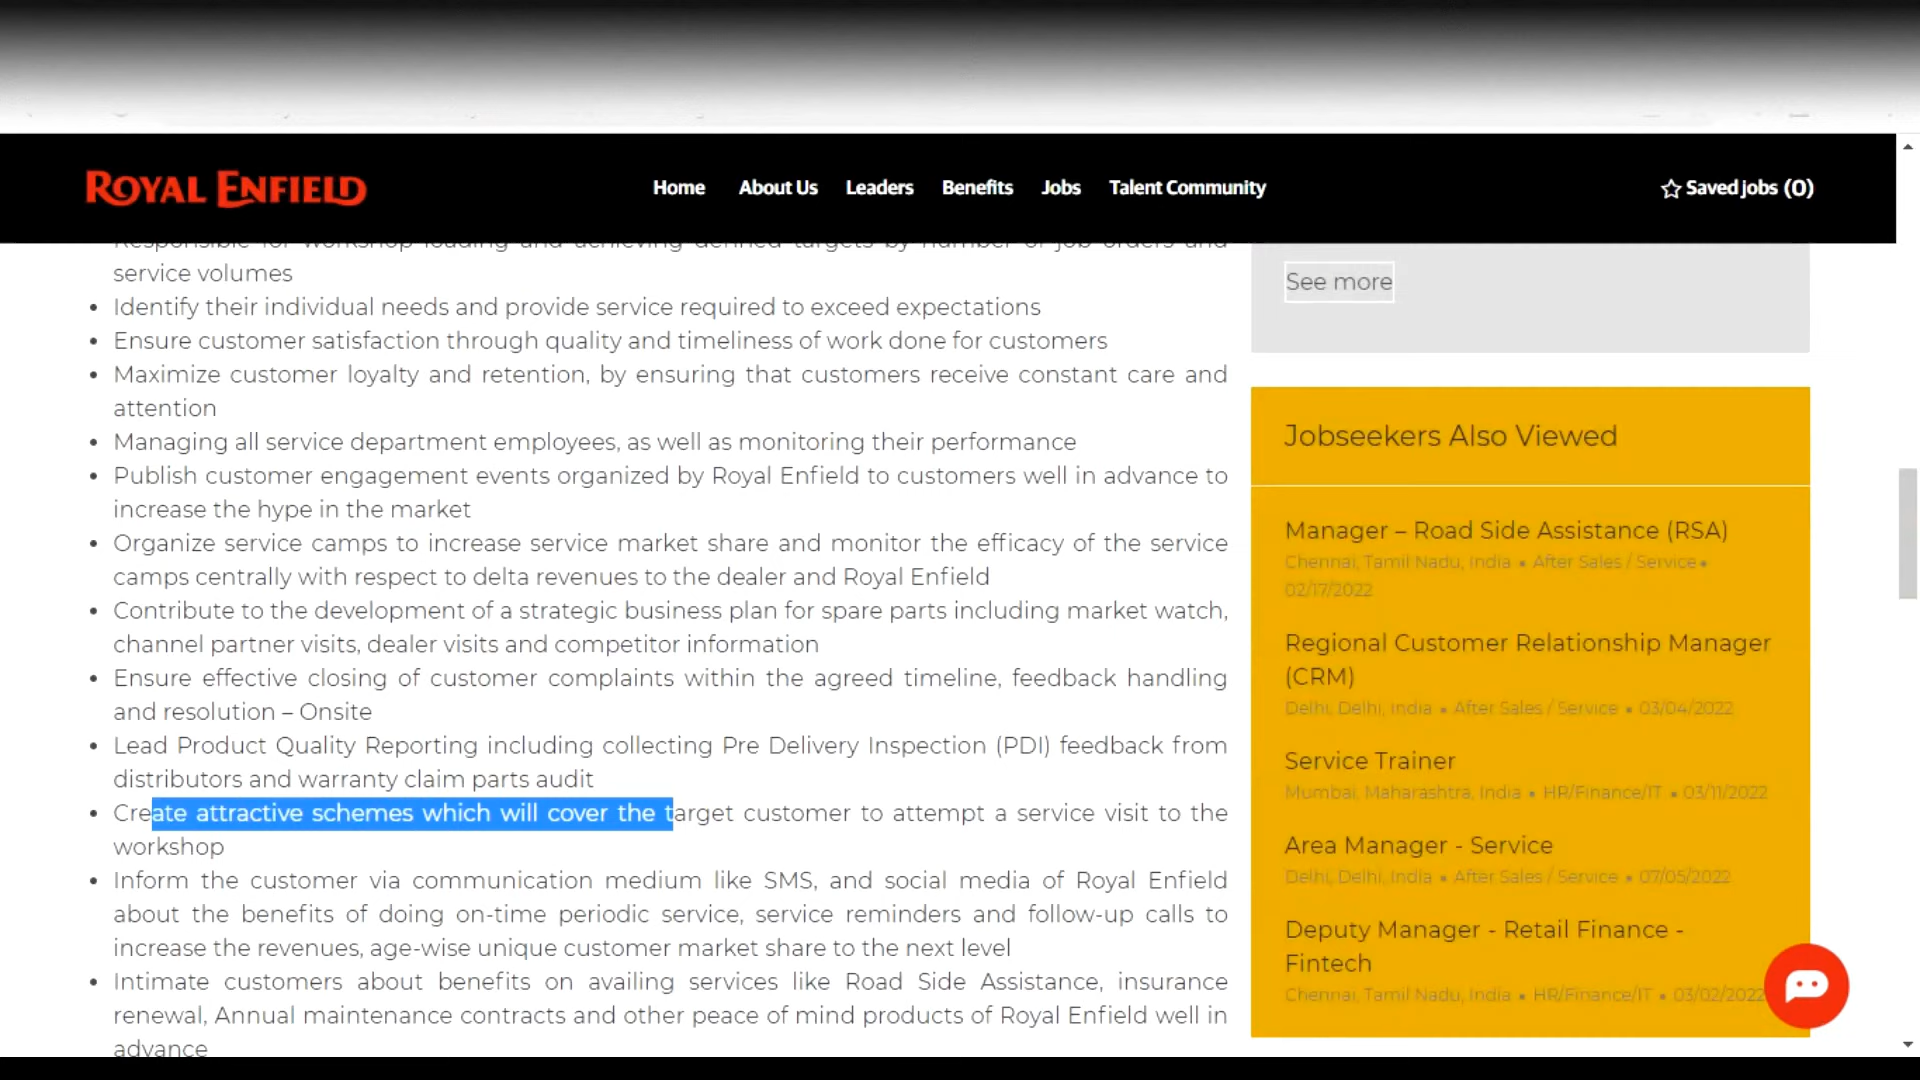 ROYAL ENFIELD
Home About Us Leaders Benefits Jobs Talent Community
Saved jobs (0)
Responsible for workshop loading and achieving defined targets by number of job orders and
service volumes
Identify their individual needs and provide service required to exceed expectations
Ensure customer satisfaction through quality and timeliness of work done for customers
Maximize customer loyalty and retention, by ensuring that customers receive constant care and
attention
Managing all service department employees, as well as monitoring their performance
Publish customer engagement events organized by Royal Enfield to customers well in advance to
increase the hype in the market
Organize service camps to increase service market share and monitor the efficacy of the service
camps centrally with respect to delta revenues to the dealer and Royal Enfield
Contribute to the development of a strategic business plan for spare parts including market watch,
channel partner visits, dealer visits and competitor information
Ensure effective closing of customer complaints within the agreed timeline, feedback handling
and resolution – Onsite
Lead Product Quality Reporting including collecting Pre Delivery Inspection (PDI) feedback from
distributors and warranty claim parts audit
Create attractive schemes which will cover the target customer to attempt a service visit to the
workshop
Inform the customer via communication medium like SMS, and social media of Royal Enfield
about the benefits of doing on-time periodic service, service reminders and follow-up calls to
increase the revenues, age-wise unique customer market share to the next level
Intimate customers about benefits on availing services like Road Side Assistance, insurance
renewal, Annual maintenance contracts and other peace of mind products of Royal Enfield well in
advance
See more
Jobseekers Also Viewed
Manager – Road Side Assistance (RSA)
Chennai, Tamil Nadu, India • After Sales / Service •
02/17/2022
Regional Customer Relationship Manager
(CRM)
Delhi, Delhi, India • After Sales / Service • 03/04/2022
Service Trainer
Mumbai, Maharashtra, India • HR/Finance/IT • 03/11/2022
Area Manager - Service
Delhi, Delhi, India • After Sales / Service • 07/05/2022
Deputy Manager - Retail Finance -
Fintech
Chennai, Tamil Nadu, India • HR/Finance/IT • 03/02/2022